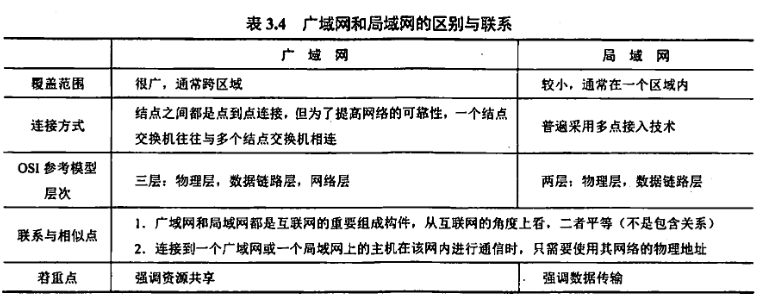 表 3.4 广域网和局域网的区别与联系
广 域 网
局 域 网
覆盖范围
很广，通常跨区域
较小，通常在一个区域内
连接方式
结点之间都是点到点连接，但为了提高网络的可靠性，一个结点
交换机往往与多个结点交换机相连
普遍采用多点接入技术
OSI 参考模型
层次
三层：物理层，数据链路层，网络层
两层：物理层，数据链路层
联系与相似点
1．广域网和局域网都是互联网的重要组成构件，从互联网的角度上看，二者平等（不是包含关系）
2．连接到一个广域网或一个局域网上的主机在该网内进行通信时，只需要使用其网络的物理地址
着重点
强调资源共享
强调数据传输